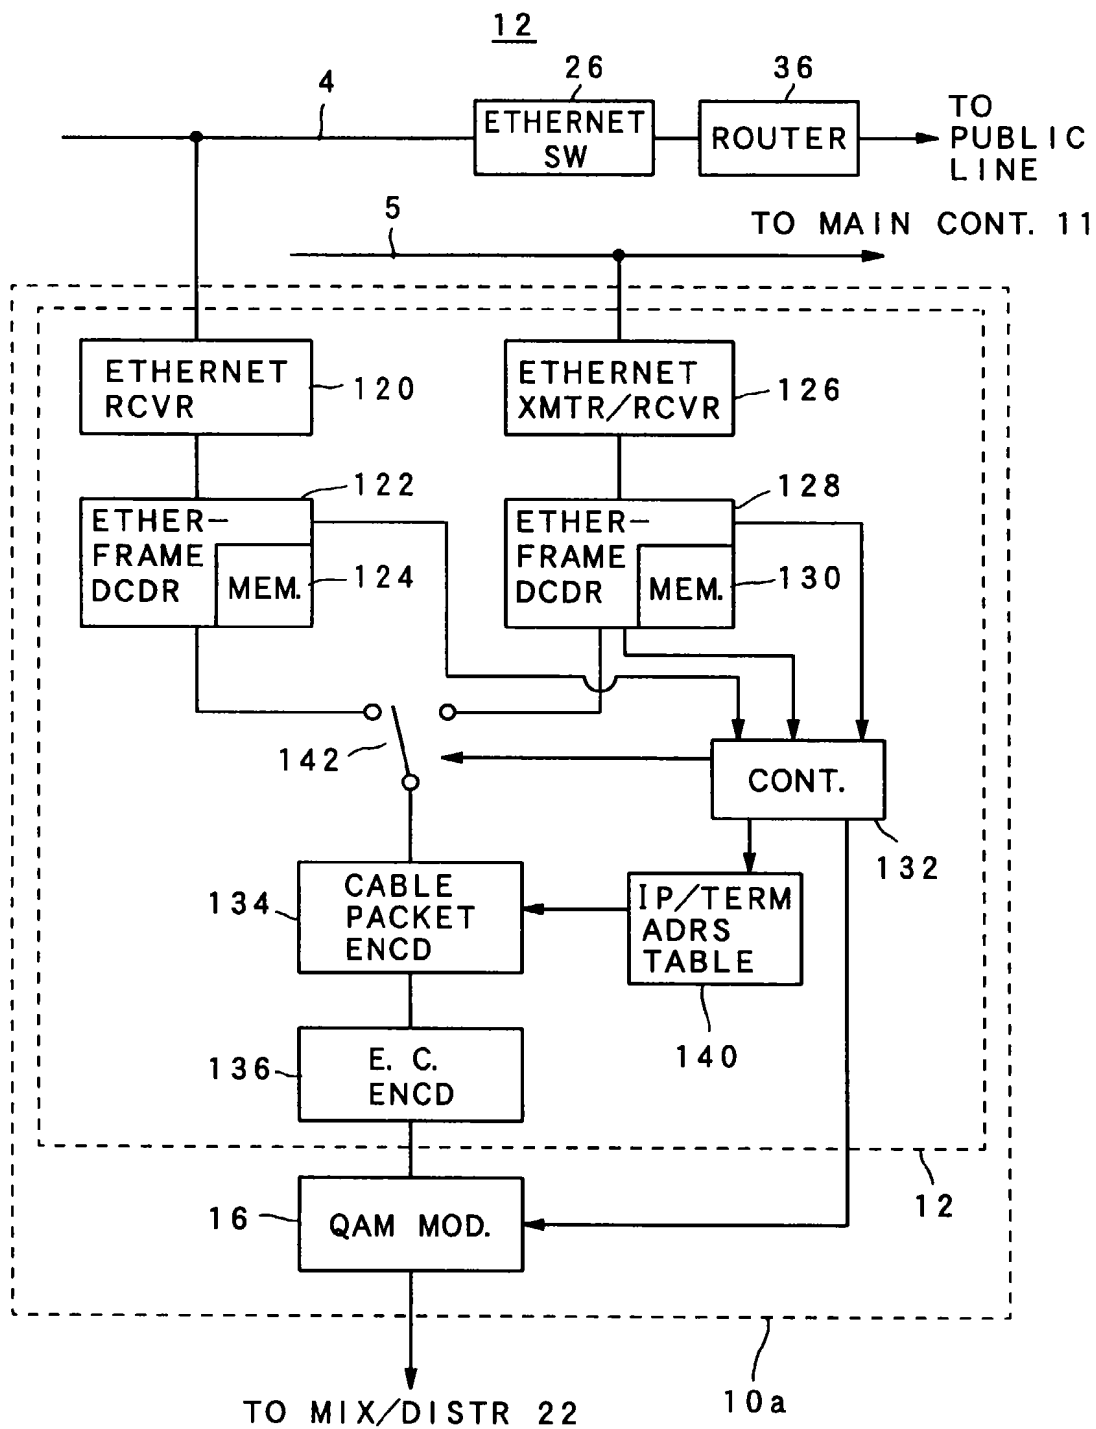 12
26
36
4
ETHERNET
SW
ROUTER
TO
PUBLIC
LINE
5
TO MAIN CONT. 11
ETHERNET
RCVR
120
ETHERNET
XMTR/RCVR
126
122
ETHER-
FRAME
DCDR
MEM.
124
128
ETHER-
FRAME
DCDR
MEM.
130
142
CONT.
132
134
CABLE
PACKET
ENCD
IP/TERM
ADRS
TABLE
140
136
E. C.
ENCD
12
16
QAM MOD.
10a
TO MIX/DISTR 22